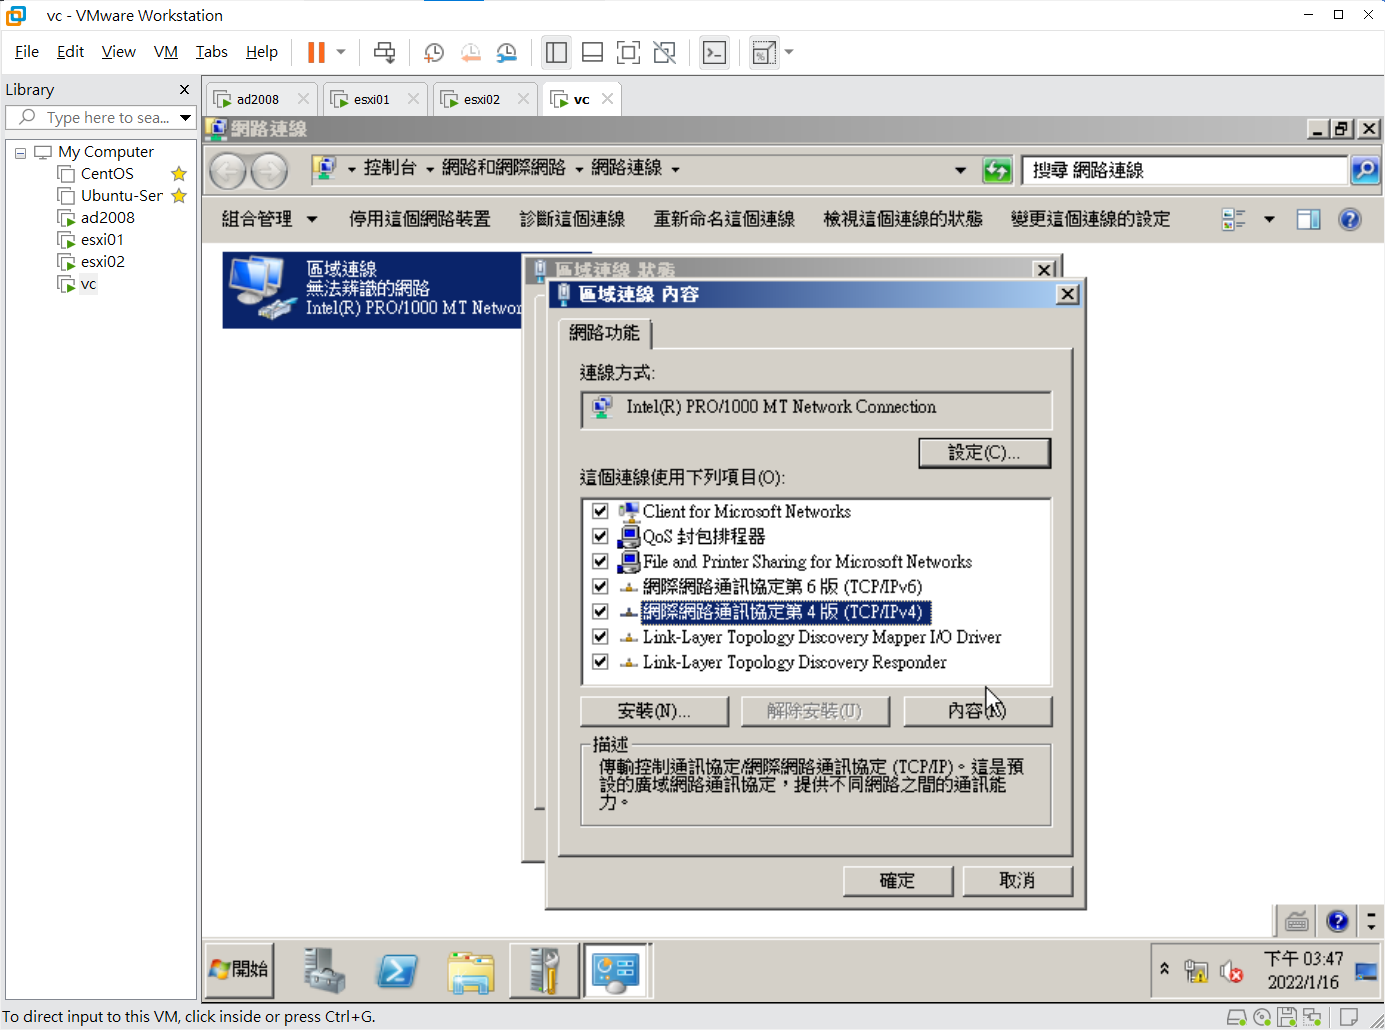 vc - VMware Workstation
File Edit View VM Tabs Help
Library
Type here to sea...
My Computer
CentOS
Ubuntu-Ser
ad2008
esxi01
esxi02
vc
ad2008 esxi01 esxi02 vc
網路連線
控制台 網路和網際網路 網路連線
搜尋 網路連線
組合管理 停用這個網路裝置 診斷這個連線 重新命名這個連線 檢視這個連線的狀態 變更這個連線的設定
區域連線
無法辨識的網路
Intel(R) PRO/1000 MT Networ
區域連線 狀態
區域連線 內容
網路功能
連線方式:
Intel(R) PRO/1000 MT Network Connection
設定(C)...
這個連線使用下列項目(O):
Client for Microsoft Networks
QoS 封包排程器
File and Printer Sharing for Microsoft Networks
網際網路通訊協定第 6 版 (TCP/IPv6)
網際網路通訊協定第 4 版 (TCP/IPv4)
Link-Layer Topology Discovery Mapper I/O Driver
Link-Layer Topology Discovery Responder
安裝(N)... 解除安裝(U) 內容(R)
描述
傳輸控制通訊協定/網際網路通訊協定 (TCP/IP)。這是預
設的廣域網路通訊協定，提供不同網路之間的通訊能
力。
確定 取消
開始
下午 03:47
2022/1/16
To direct input to this VM, click inside or press Ctrl+G.